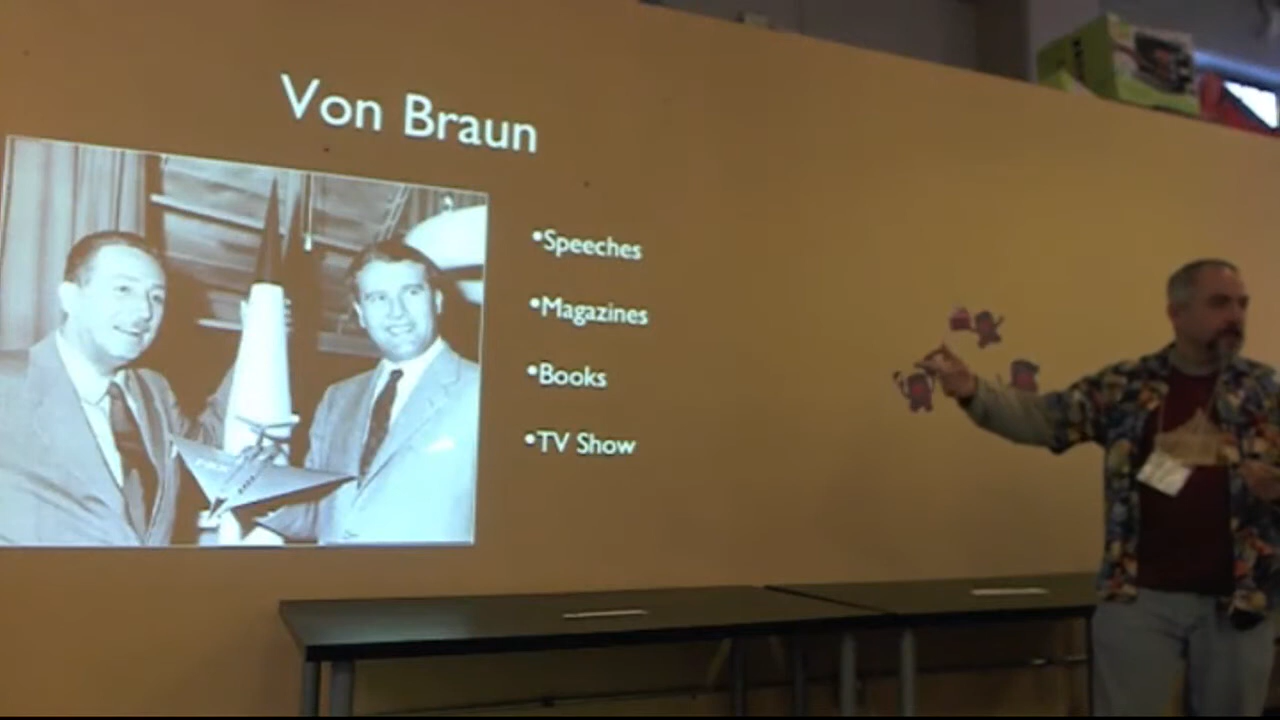 Von Braun
•Speeches
•Magazines
•Books
•TV Show